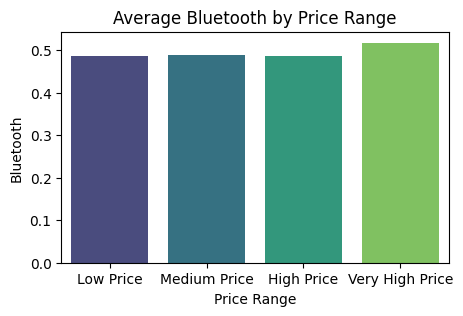 Average Bluetooth by Price Range
Bluetooth
0.5
0.4
0.3
0.2
0.1
0.0
Low Price Medium Price High Price Very High Price
Price Range